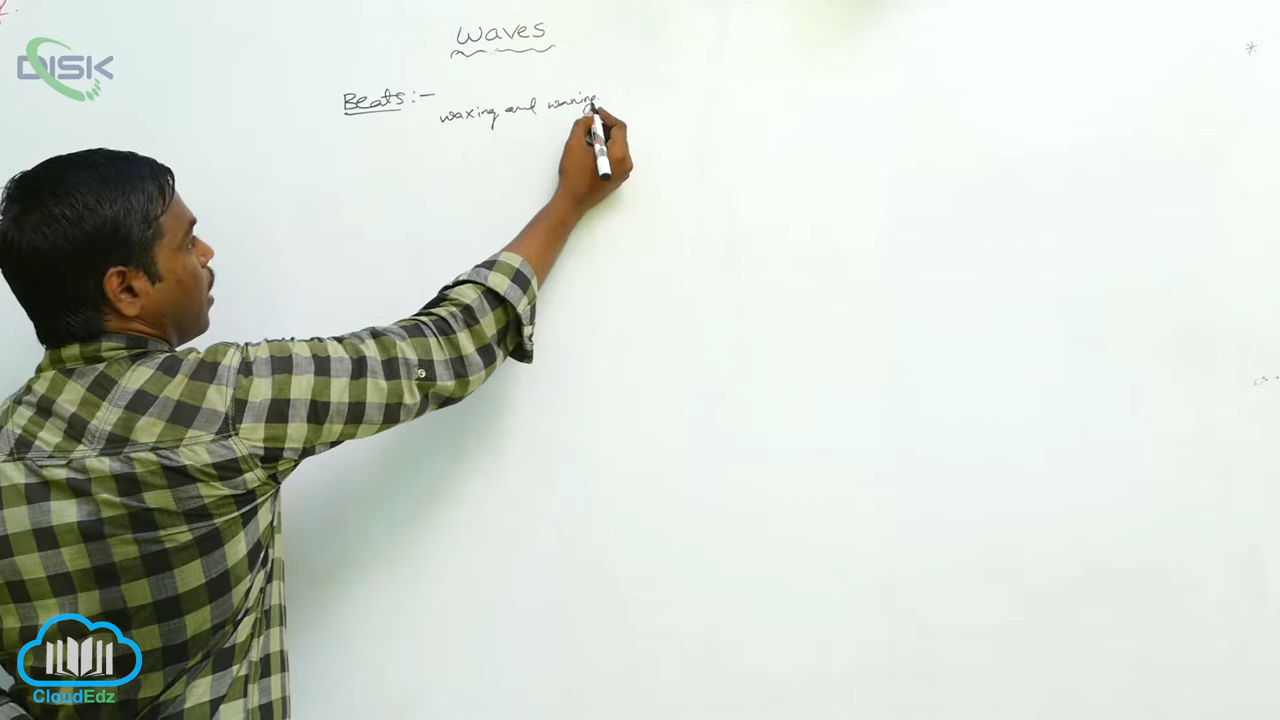 DISK
Waves
Beats :-
waxing and waning
CloudEdz